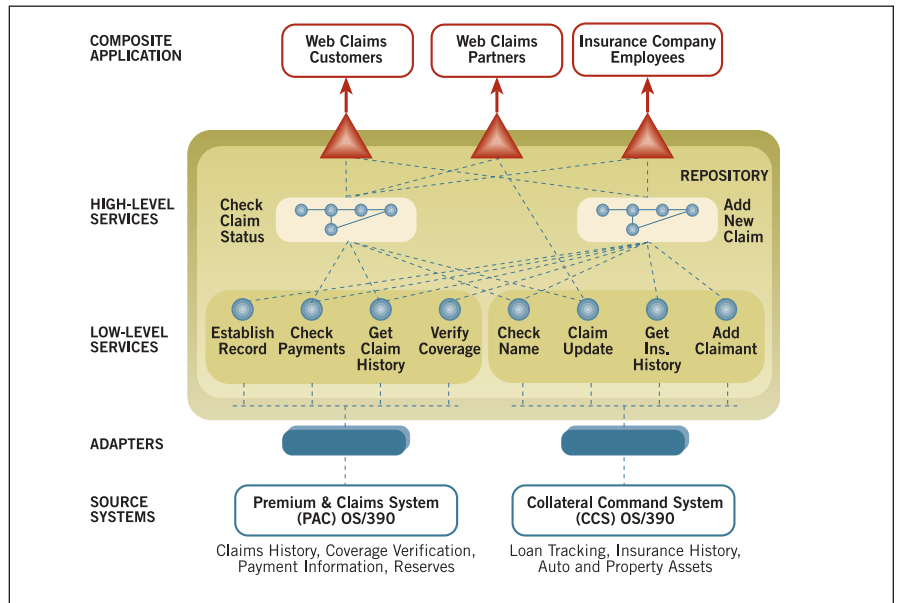 COMPOSITE
APPLICATION
Web Claims
Customers
Web Claims
Partners
Insurance Company
Employees
REPOSITORY
HIGH-LEVEL
SERVICES
Check
Claim
Status
Add
New
Claim
LOW-LEVEL
SERVICES
Establish
Record
Check
Payments
Get
Claim
History
Verify
Coverage
Check
Name
Claim
Update
Get
Ins.
History
Add
Claimant
ADAPTERS
SOURCE
SYSTEMS
Premium & Claims System
(PAC) OS/390
Collateral Command System
(CCS) OS/390
Claims History, Coverage Verification,
Payment Information, Reserves
Loan Tracking, Insurance History,
Auto and Property Assets